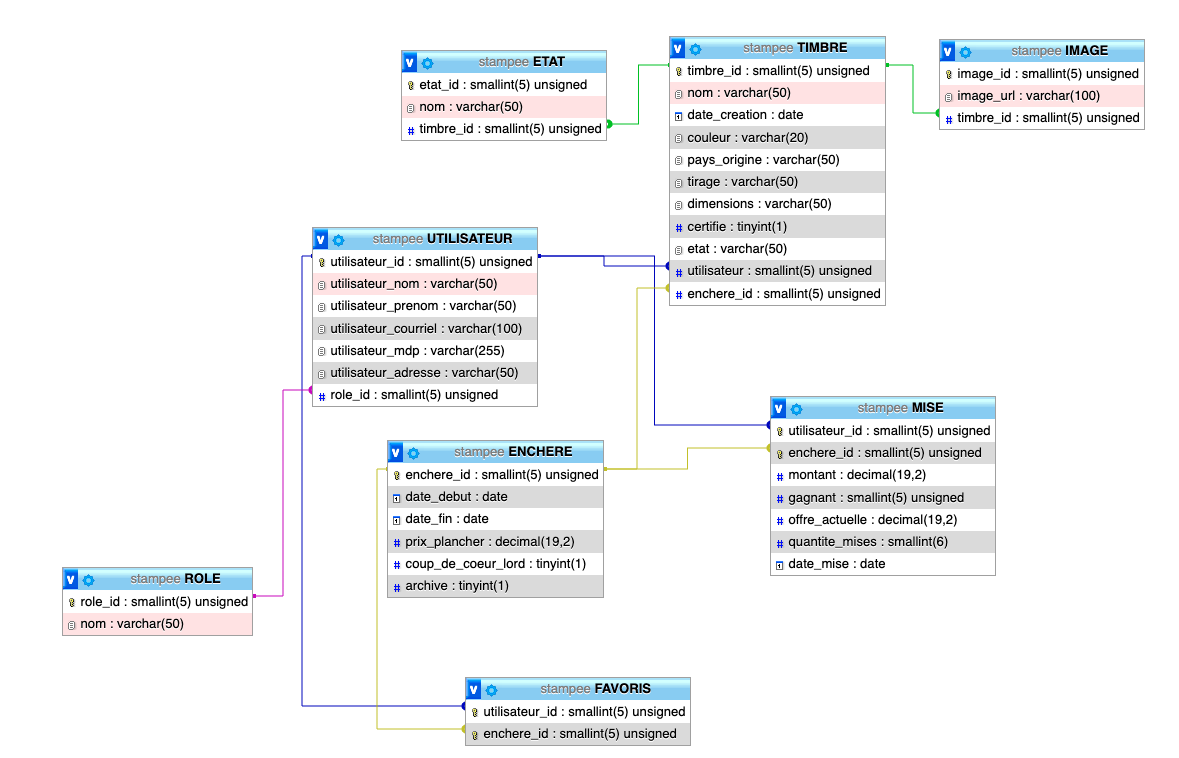 stampee ETAT
etat_id : smallint(5) unsigned
nom : varchar(50)
timbre_id : smallint(5) unsigned
stampee TIMBRE
timbre_id : smallint(5) unsigned
nom : varchar(50)
date_creation : date
couleur : varchar(20)
pays_origine : varchar(50)
tirage : varchar(50)
dimensions : varchar(50)
certifie : tinyint(1)
etat : varchar(50)
utilisateur : smallint(5) unsigned
enchere_id : smallint(5) unsigned
stampee IMAGE
image_id : smallint(5) unsigned
image_url : varchar(100)
timbre_id : smallint(5) unsigned
stampee UTILISATEUR
utilisateur_id : smallint(5) unsigned
utilisateur_nom : varchar(50)
utilisateur_prenom : varchar(50)
utilisateur_courriel : varchar(100)
utilisateur_mdp : varchar(255)
utilisateur_adresse : varchar(50)
role_id : smallint(5) unsigned
stampee MISE
utilisateur_id : smallint(5) unsigned
enchere_id : smallint(5) unsigned
montant : decimal(19,2)
gagnant : smallint(5) unsigned
offre_actuelle : decimal(19,2)
quantite_mises : smallint(6)
date_mise : date
stampee ENCHERE
enchere_id : smallint(5) unsigned
date_debut : date
date_fin : date
prix_plancher : decimal(19,2)
coup_de_coeur_lord : tinyint(1)
archive : tinyint(1)
stampee ROLE
role_id : smallint(5) unsigned
nom : varchar(50)
stampee FAVORIS
utilisateur_id : smallint(5) unsigned
enchere_id : smallint(5) unsigned